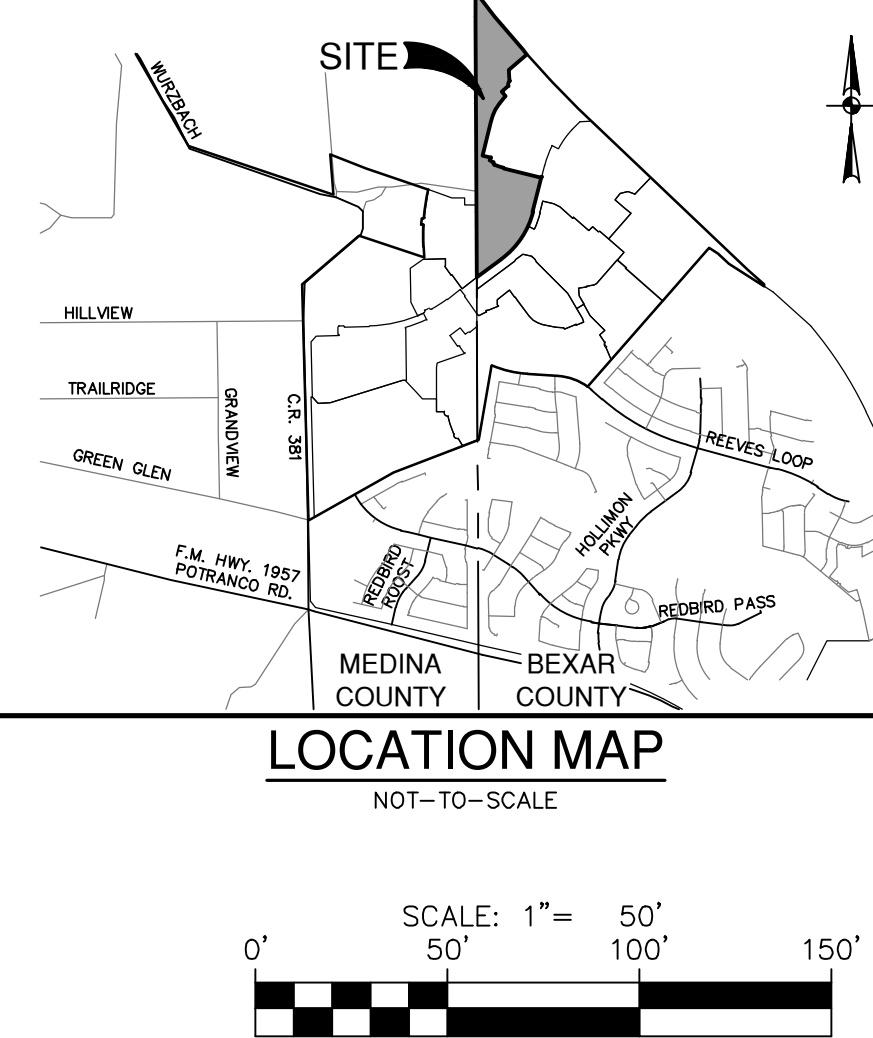 SITE
WURZBACH
HILLVIEW
TRAILRIDGE
GRANDVIEW
C.R. 381
GREEN GLEN
REEVES LOOP
HOLLIMON
PKWY
F.M. HWY. 1957
POTRANCO RD.
REDBIRD
ROOST
REDBIRD PASS
MEDINA
COUNTY
BEXAR
COUNTY
LOCATION MAP
NOT-TO-SCALE
SCALE: 1"= 50'
0' 50' 100' 150'